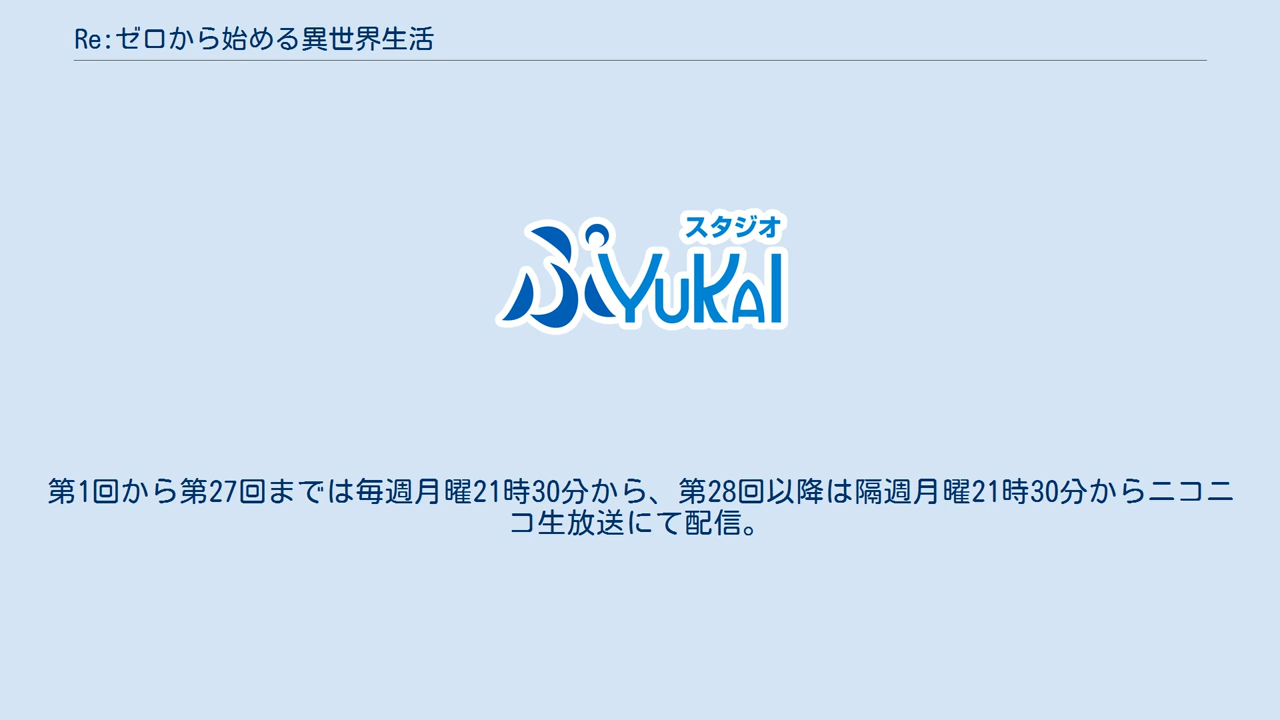 Re:ゼロから始める異世界生活
スタジオ
ぷYUKAI
第1回から第27回までは毎週月曜21時30分から、第28回以降は隔週月曜21時30分からニコニ
コ生放送にて配信。